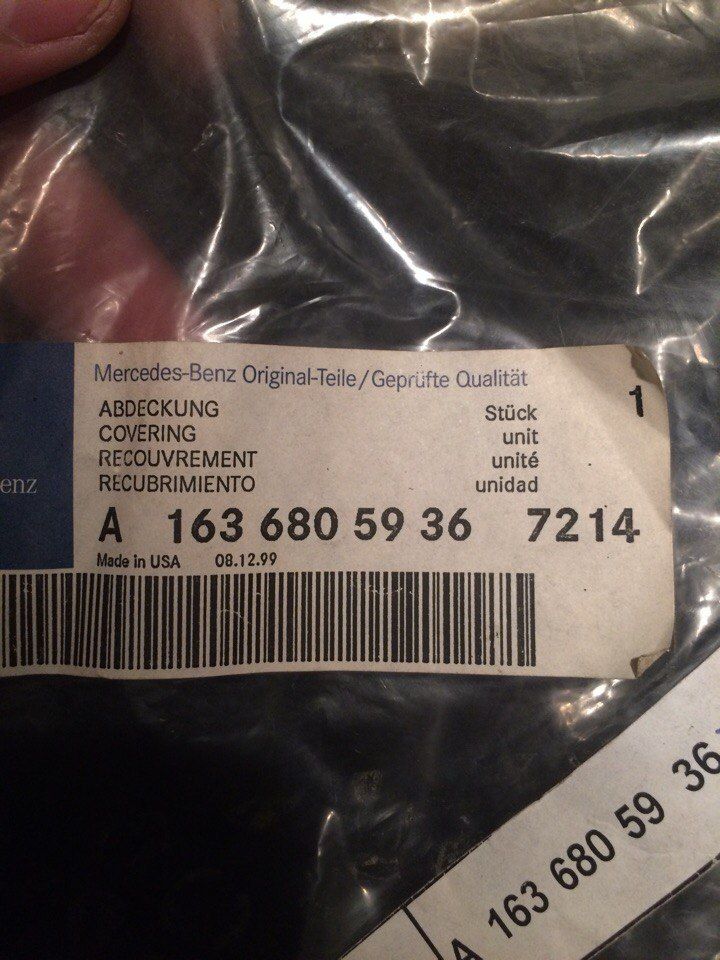 Mercedes-Benz Original-Teile/Geprüfte Qualität
1
ABDECKUNG Stück
COVERING unit
RECOUVREMENT unité
RECUBRIMIENTO unidad
enz
A 163 680 59 36 7214
Made in USA 08.12.99
A 163 680 59 36